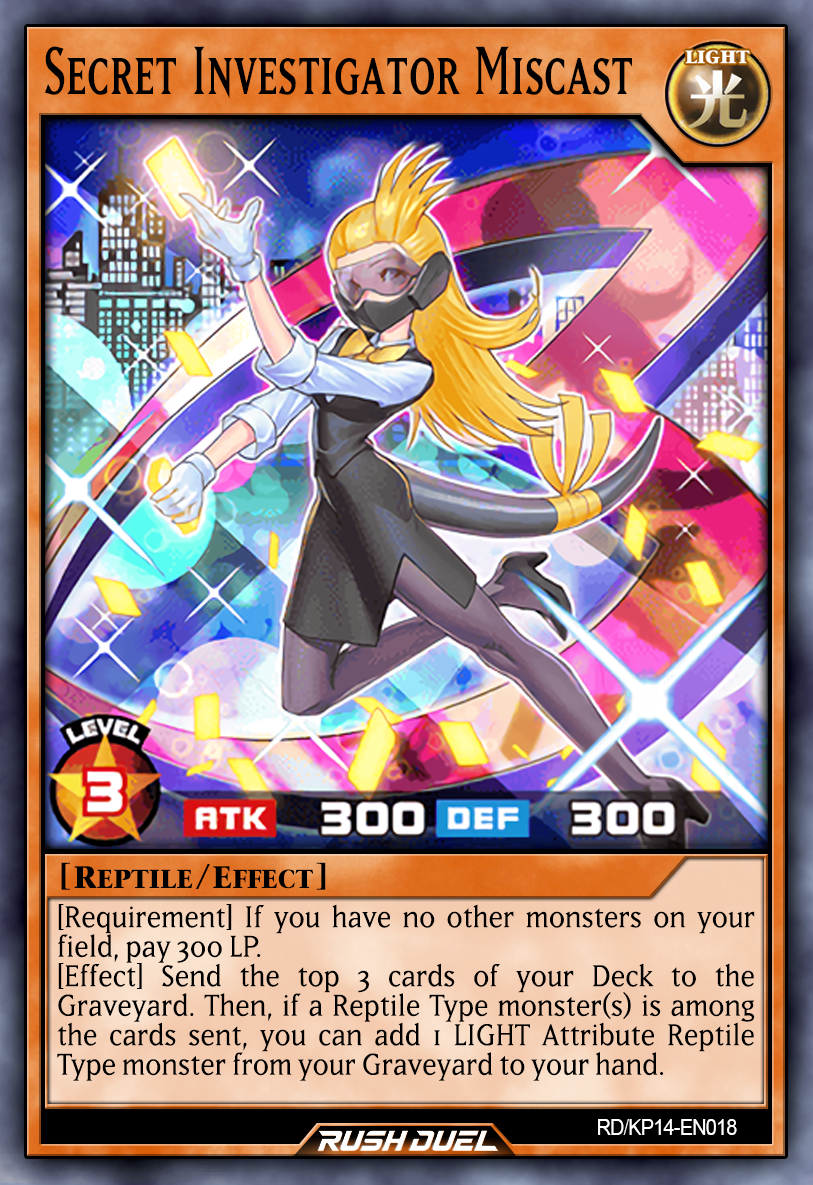 Secret Investigator Miscast
LIGHT
光
LEVEL
3
ATK 300 DEF 300
[Reptile/Effect]
[Requirement] If you have no other monsters on your
field, pay 300 LP.
[Effect] Send the top 3 cards of your Deck to the
Graveyard. Then, if a Reptile Type monster(s) is among
the cards sent, you can add 1 LIGHT Attribute Reptile
Type monster from your Graveyard to your hand.
RD/KP14-EN018
RUSH DUEL